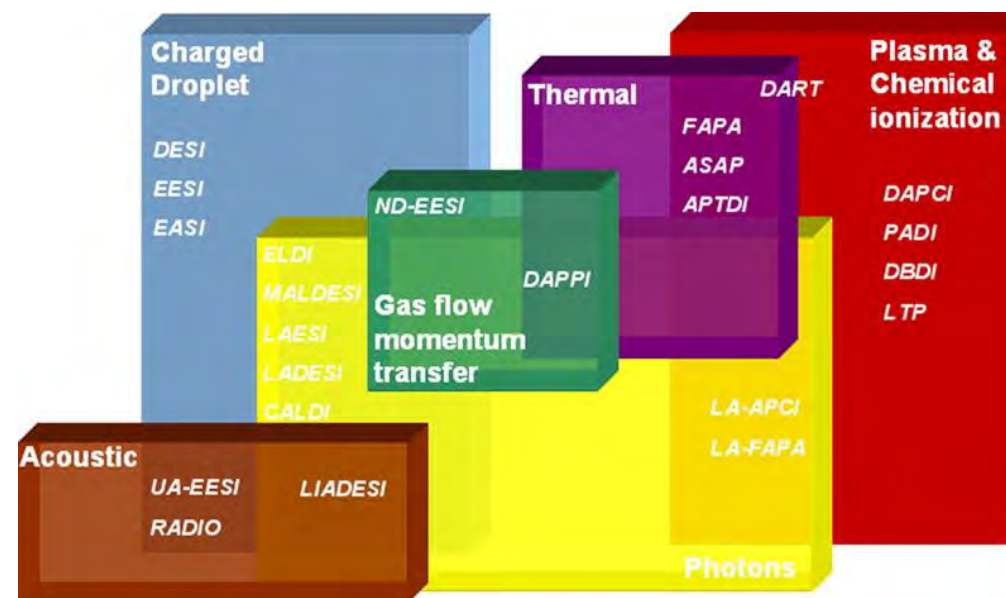 Charged
Droplet
DESI
EESI
EASI
Thermal
DART
FAPA
ASAP
APTDI
Plasma &
Chemical
ionization
DAPCI
PADI
DBDI
LTP
ND-EESI
DAPPI
Gas flow
momentum
transfer
ELDI
MALDESI
LAESI
LADESI
CALDI
LA-APCI
LA-FAPA
Photons
Acoustic
UA-EESI
RADIO
LIADESI